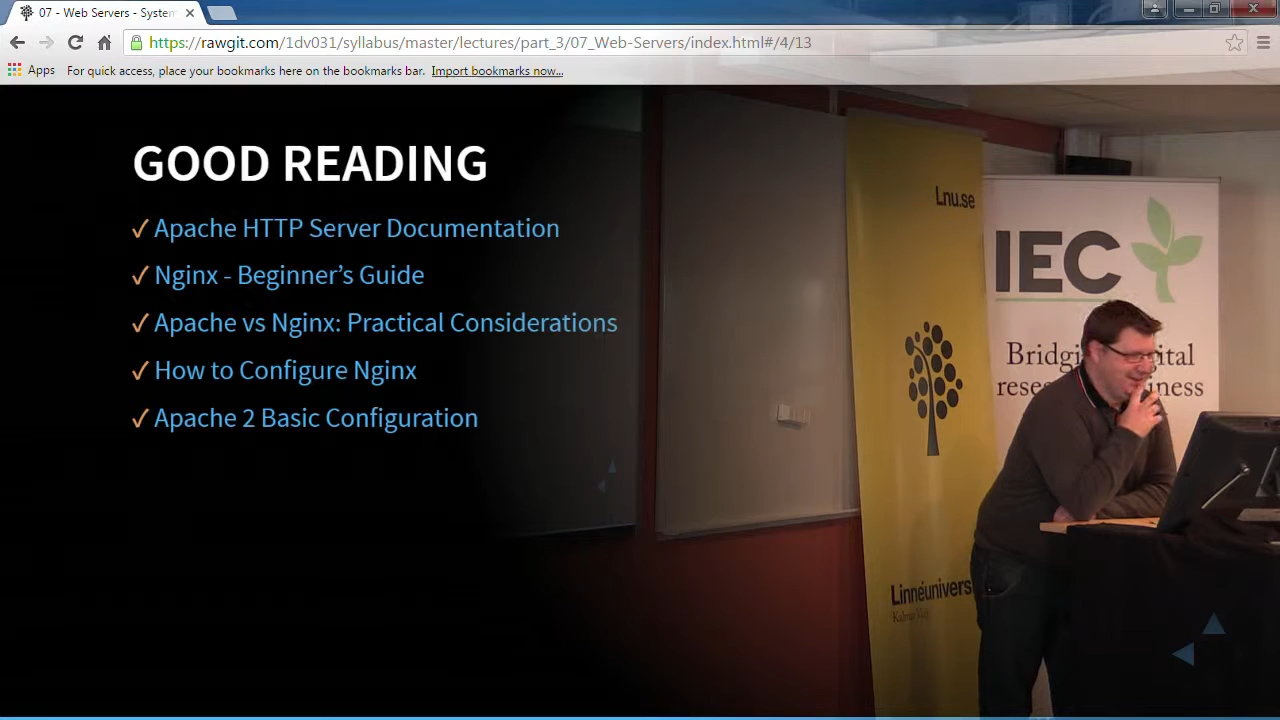 07 - Web Servers - System
https://rawgit.com/1dv031/syllabus/master/lectures/part_3/07_Web-Servers/index.html#/4/13
Apps For quick access, place your bookmarks here on the bookmarks bar. Import bookmarks now...
GOOD READING
✓ Apache HTTP Server Documentation
✓ Nginx - Beginner’s Guide
✓ Apache vs Nginx: Practical Considerations
✓ How to Configure Nginx
✓ Apache 2 Basic Configuration
Lnu.se
Linnéunivers
IEC